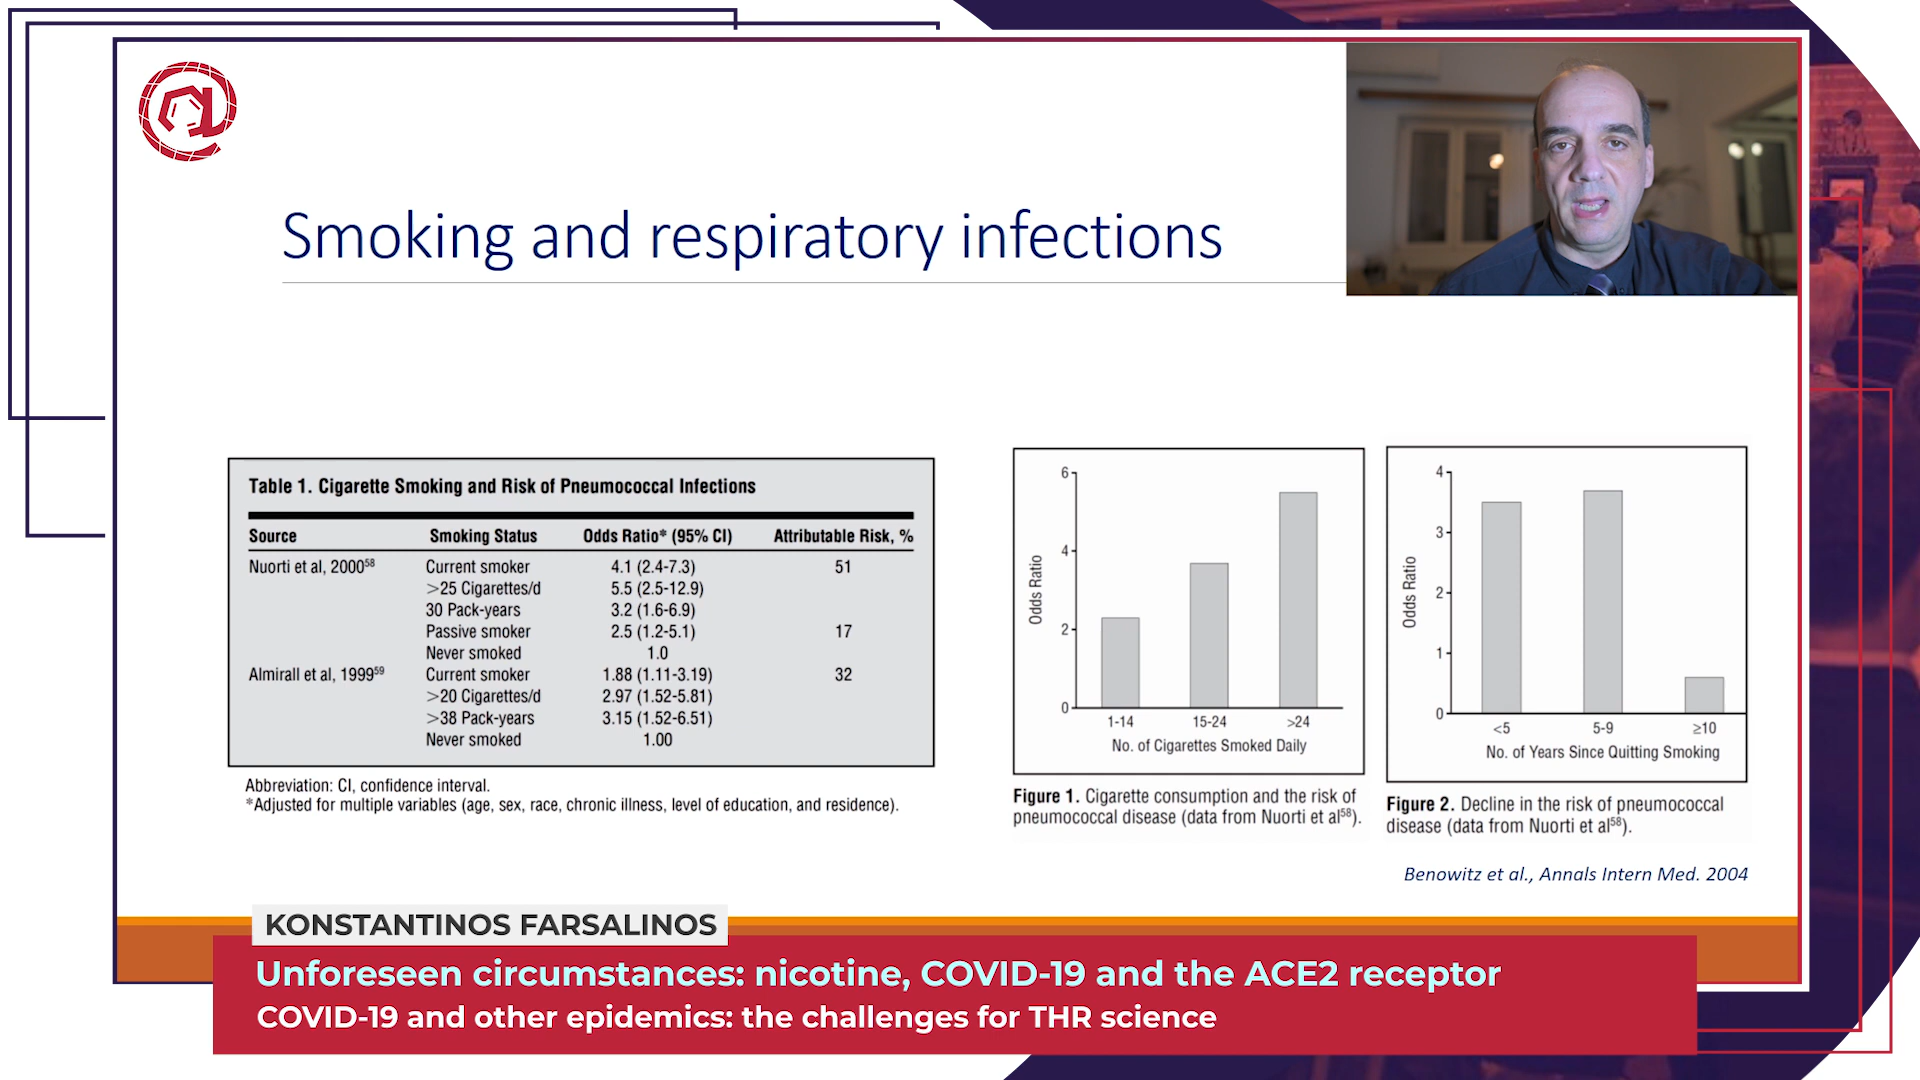 Smoking and respiratory infections
Table 1. Cigarette Smoking and Risk of Pneumococcal Infections
Source Smoking Status Odds Ratio* (95% CI) Attributable Risk, %
Nuorti et al, 2000⁵⁸ Current smoker 4.1 (2.4-7.3) 51
>25 Cigarettes/d 5.5 (2.5-12.9)
30 Pack-years 3.2 (1.6-6.9)
Passive smoker 2.5 (1.2-5.1) 17
Never smoked 1.0
Almirall et al, 1999⁵⁹ Current smoker 1.88 (1.11-3.19) 32
>20 Cigarettes/d 2.97 (1.52-5.81)
>38 Pack-years 3.15 (1.52-6.51)
Never smoked 1.00
Abbreviation: CI, confidence interval.
*Adjusted for multiple variables (age, sex, race, chronic illness, level of education, and residence).
Odds Ratio
6
4
2
0
1-14 15-24 >24
No. of Cigarettes Smoked Daily
Figure 1. Cigarette consumption and the risk of
pneumococcal disease (data from Nuorti et al⁵⁸).
Odds Ratio
4
3
2
1
0
<5 5-9 ≥10
No. of Years Since Quitting Smoking
Figure 2. Decline in the risk of pneumococcal
disease (data from Nuorti et al⁵⁸).
Benowitz et al., Annals Intern Med. 2004
KONSTANTINOS FARSALINOS
Unforeseen circumstances: nicotine, COVID-19 and the ACE2 receptor
COVID-19 and other epidemics: the challenges for THR science